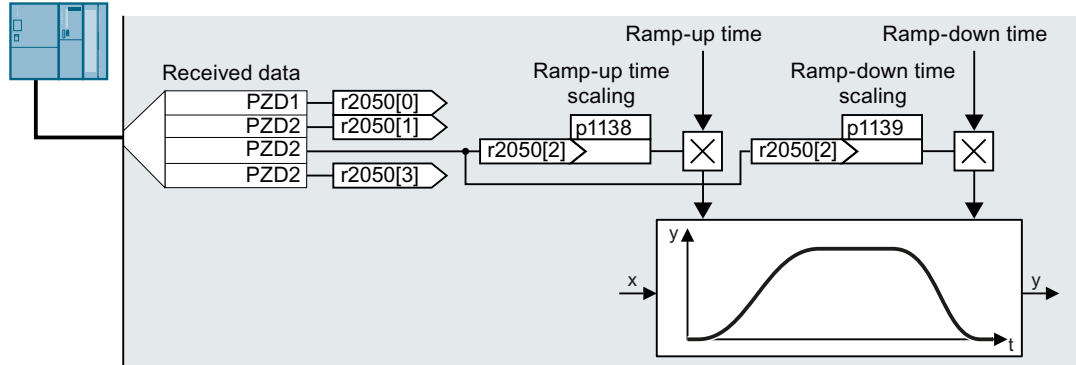 Ramp-up time
Ramp-down time
Received data
Ramp-up time
scaling
Ramp-down time
scaling
PZD1
r2050[0]
PZD2
r2050[1]
PZD2
r2050[2]
p1138
r2050[2]
p1139
PZD2
r2050[3]
y
x
y
t